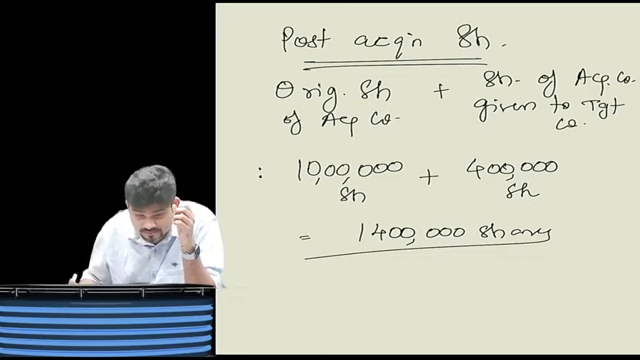 Post acq'n Sh.
Orig. Sh + Sh. of Acq. Co.
of Acq Co. given to Tgt
Co.
: 10,00,000 + 400,000
Sh Sh
= 1400,000 Shares